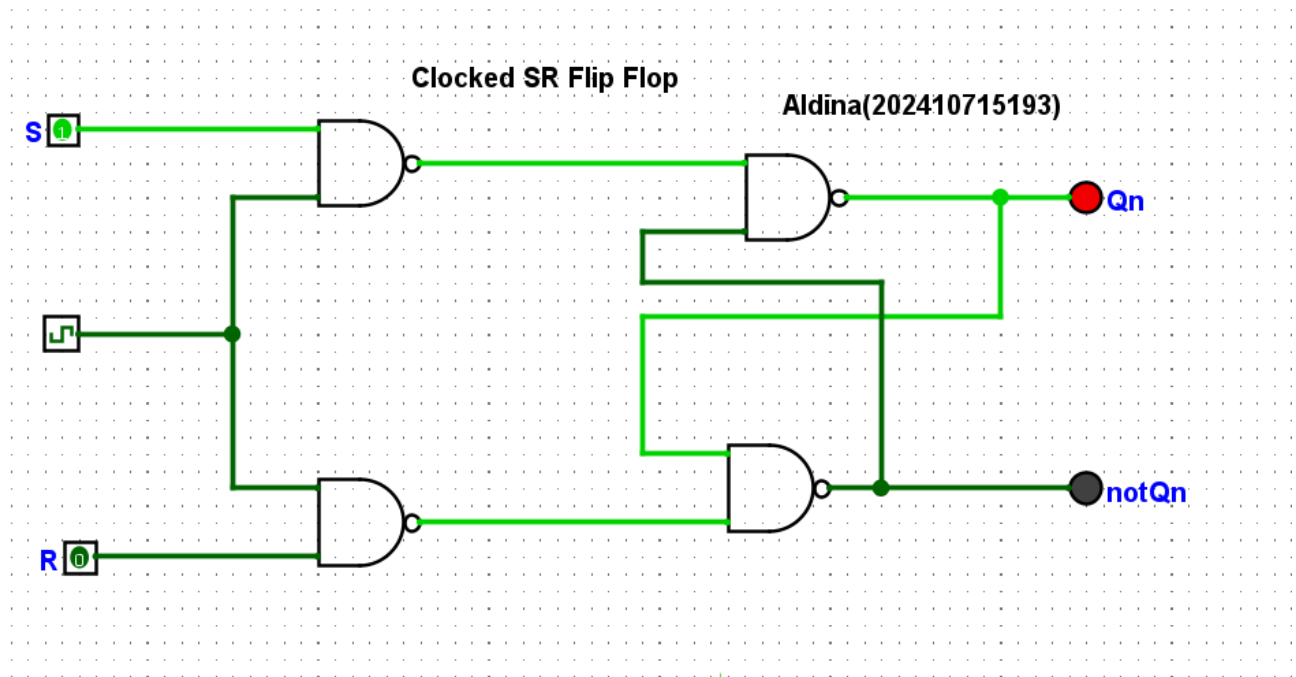 Clocked SR Flip Flop
Aldina(202410715193)
S 1
Qn
notQn
R 0